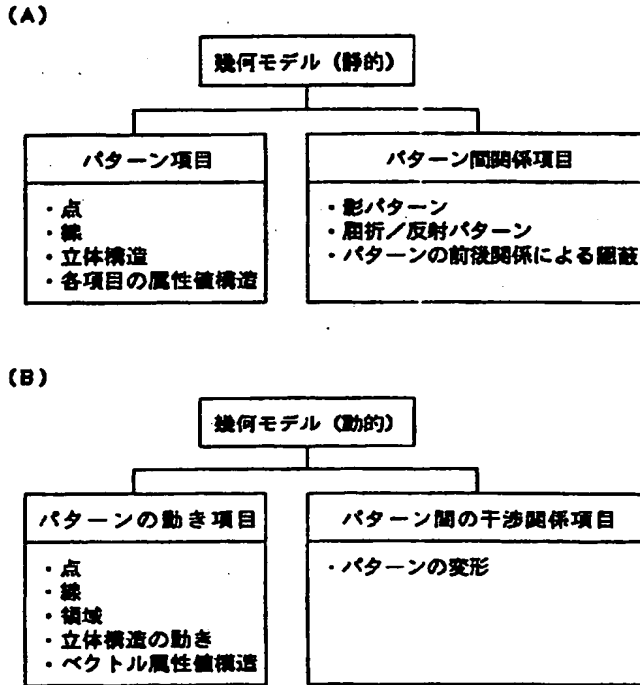 (A)
幾何モデル（静的）
パターン項目
・点
・線
・立体構造
・各項目の属性値構造
パターン間関係項目
・影パターン
・屈折／反射パターン
・パターンの前後関係による隠蔽
(B)
幾何モデル（動的）
パターンの動き項目
・点
・線
・領域
・立体構造の動き
・ベクトル属性値構造
パターン間の干渉関係項目
・パターンの変形